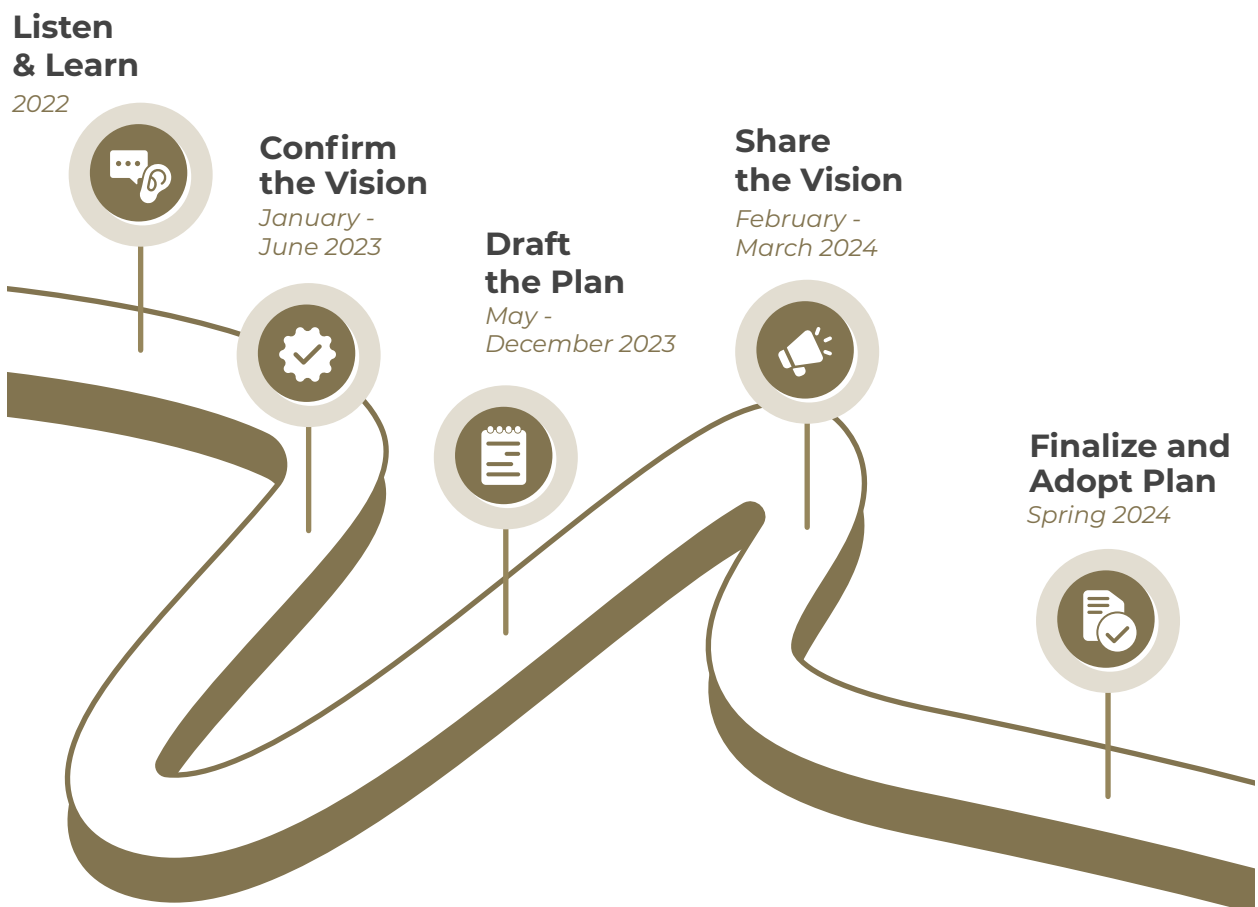 Listen
& Learn
2022
Confirm
the Vision
January -
June 2023
Draft
the Plan
May -
December 2023
Share
the Vision
February -
March 2024
Finalize and
Adopt Plan
Spring 2024